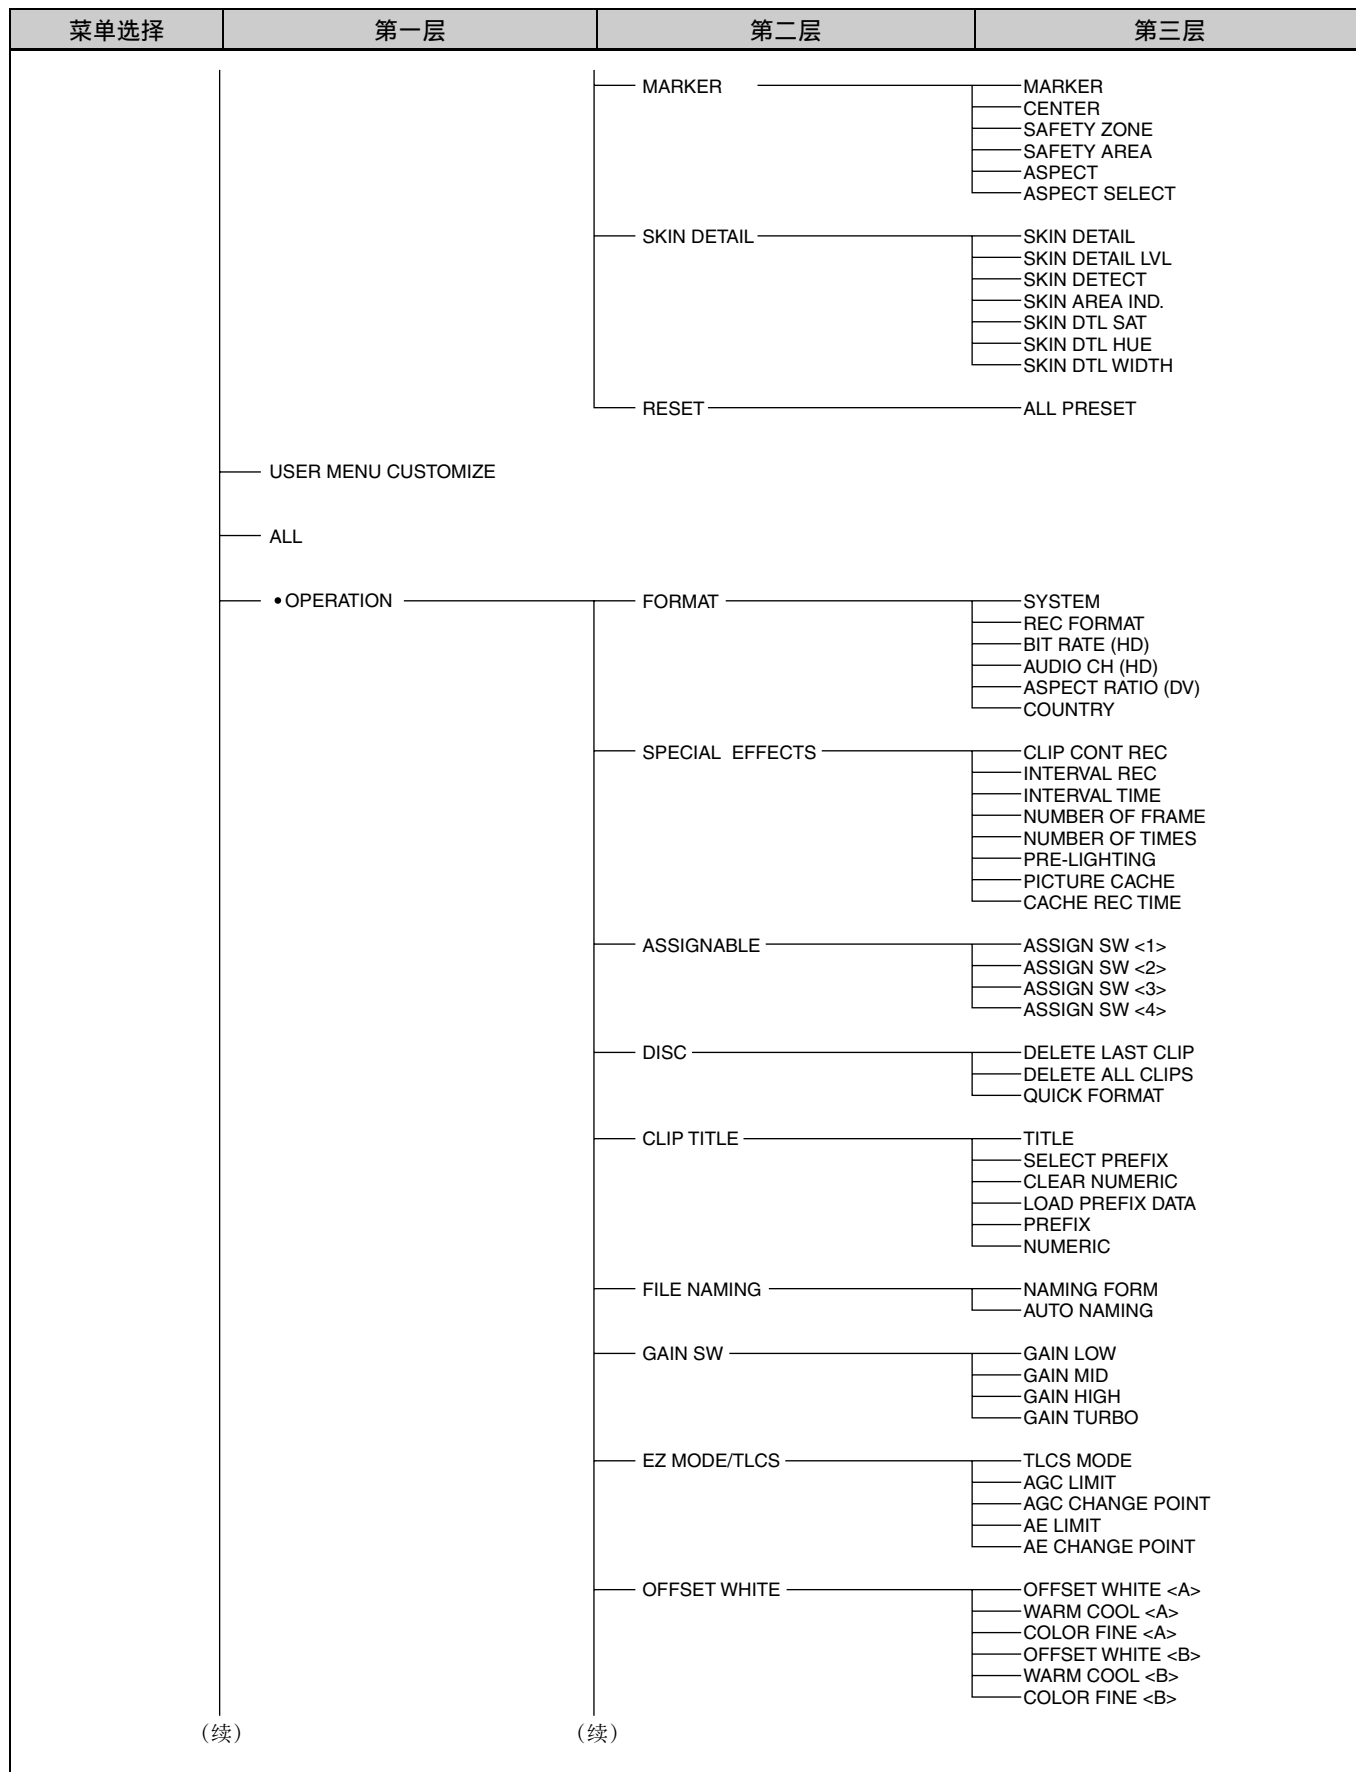 菜单选择 第一层 第二层 第三层
MARKER MARKER
CENTER
SAFETY ZONE
SAFETY AREA
ASPECT
ASPECT SELECT
SKIN DETAIL SKIN DETAIL
SKIN DETAIL LVL
SKIN DETECT
SKIN AREA IND.
SKIN DTL SAT
SKIN DTL HUE
SKIN DTL WIDTH
RESET ALL PRESET
USER MENU CUSTOMIZE
ALL
•OPERATION FORMAT SYSTEM
REC FORMAT
BIT RATE (HD)
AUDIO CH (HD)
ASPECT RATIO (DV)
COUNTRY
SPECIAL EFFECTS CLIP CONT REC
INTERVAL REC
INTERVAL TIME
NUMBER OF FRAME
NUMBER OF TIMES
PRE-LIGHTING
PICTURE CACHE
CACHE REC TIME
ASSIGNABLE ASSIGN SW <1>
ASSIGN SW <2>
ASSIGN SW <3>
ASSIGN SW <4>
DISC DELETE LAST CLIP
DELETE ALL CLIPS
QUICK FORMAT
CLIP TITLE TITLE
SELECT PREFIX
CLEAR NUMERIC
LOAD PREFIX DATA
PREFIX
NUMERIC
FILE NAMING NAMING FORM
AUTO NAMING
GAIN SW GAIN LOW
GAIN MID
GAIN HIGH
GAIN TURBO
EZ MODE/TLCS TLCS MODE
AGC LIMIT
AGC CHANGE POINT
AE LIMIT
AE CHANGE POINT
OFFSET WHITE OFFSET WHITE <A>
WARM COOL <A>
COLOR FINE <A>
OFFSET WHITE <B>
WARM COOL <B>
COLOR FINE <B>
(续) (续)